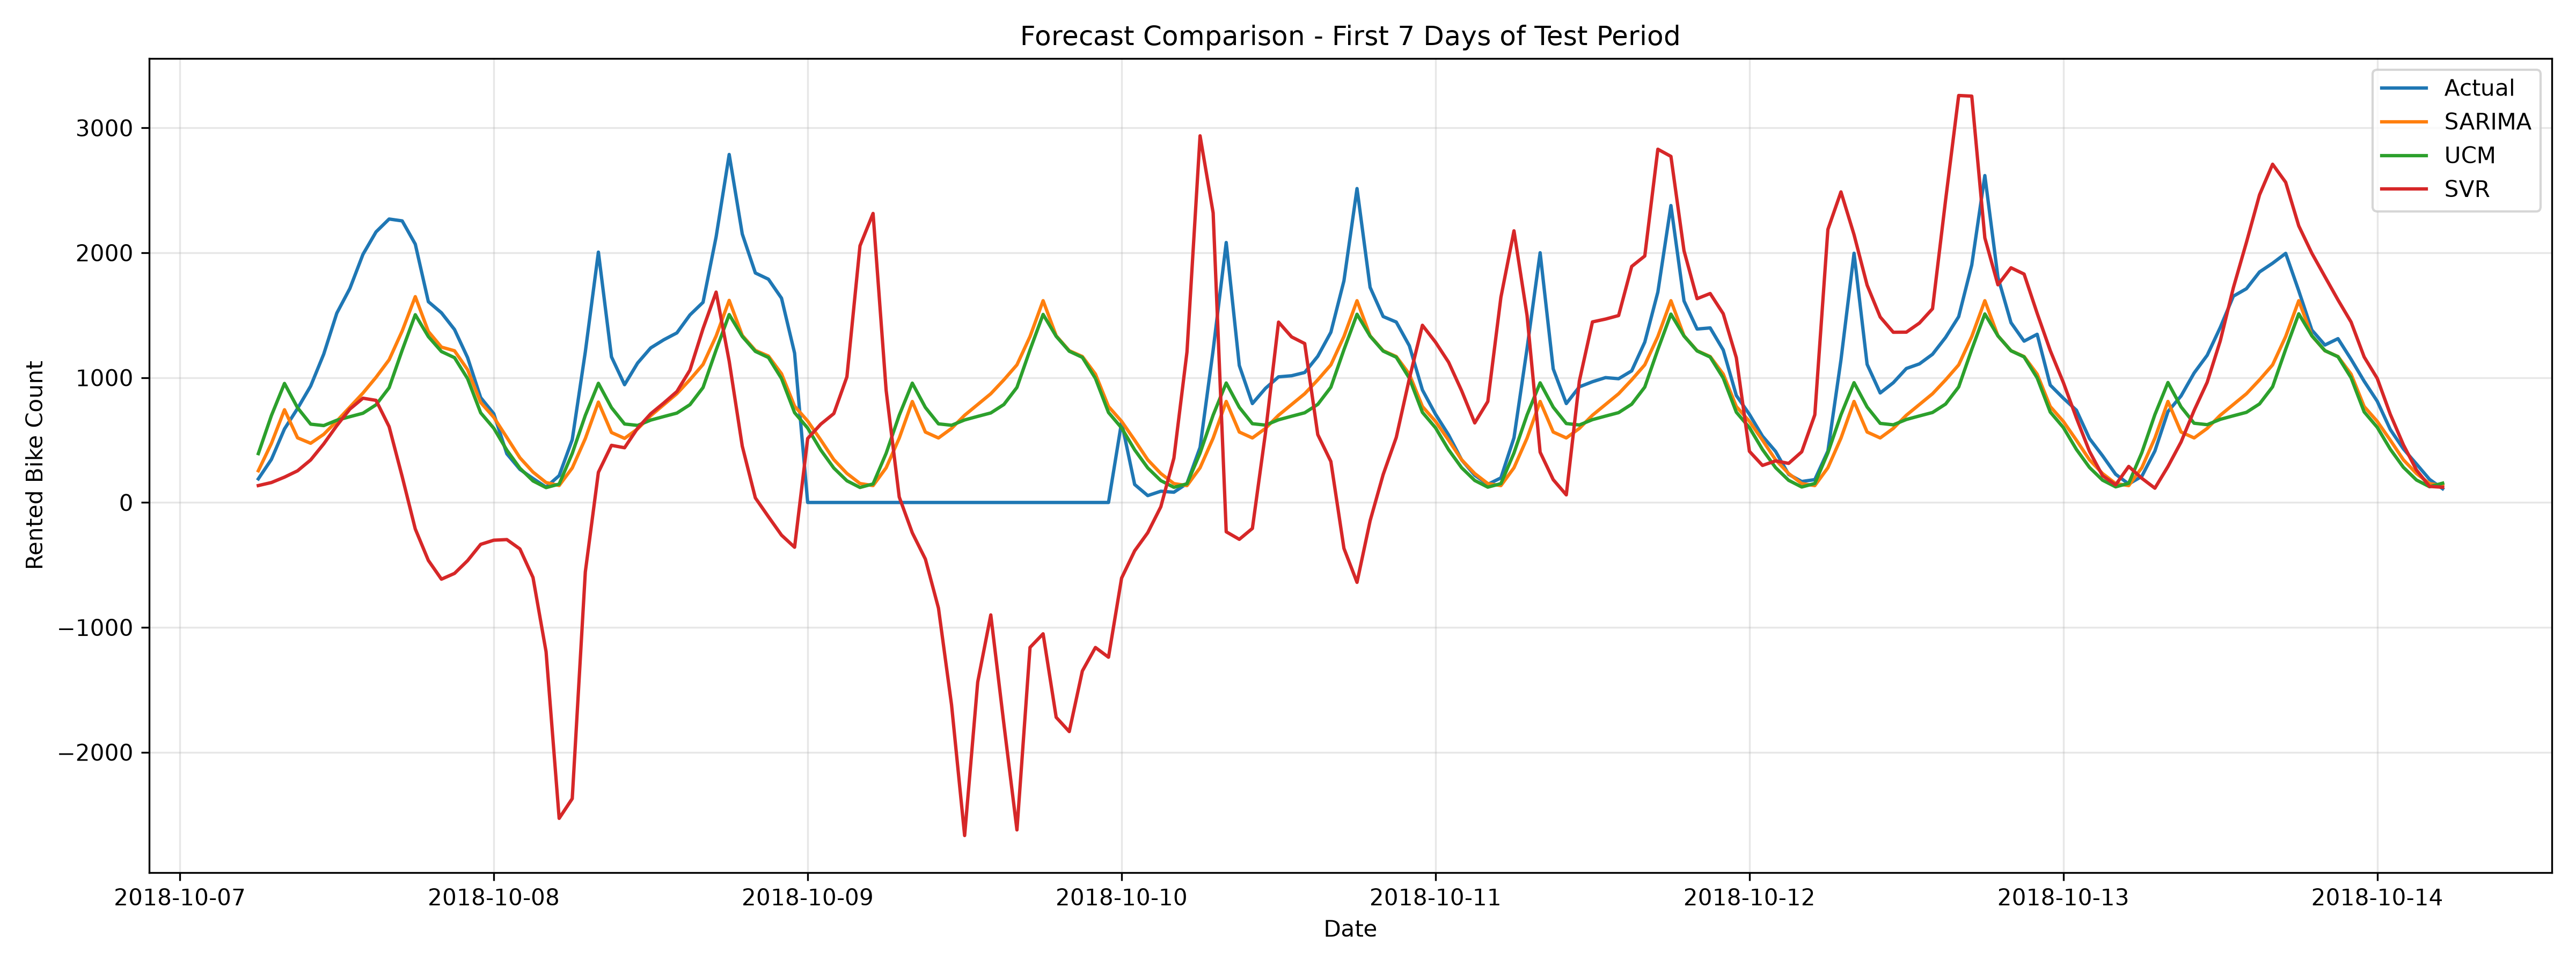 Forecast Comparison - First 7 Days of Test Period
Actual
SARIMA
UCM
SVR
Rented Bike Count
3000
2000
1000
0
−1000
−2000
2018-10-07
2018-10-08
2018-10-09
2018-10-10
2018-10-11
2018-10-12
2018-10-13
2018-10-14
Date